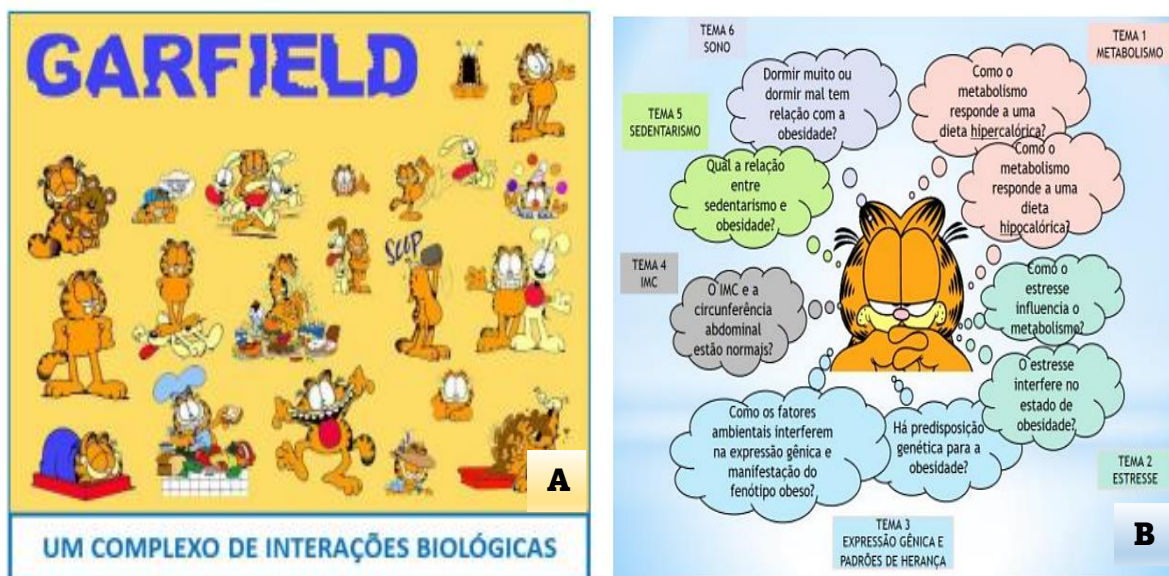 GARFIELD
SLURP
A
UM COMPLEXO DE INTERAÇÕES BIOLÓGICAS
TEMA 6
SONO
Dormir muito ou
dormir mal tem
relação com a
obesidade?
TEMA 1
METABOLISMO
Como o
metabolismo
responde a uma
dieta hipercalórica?
Como o
metabolismo
responde a uma
dieta
hipocalórica?
TEMA 5
SEDENTARISMO
Qual a relação
entre
sedentarismo e
obesidade?
TEMA 4
IMC
O IMC e a
circunferência
abdominal
estão normais?
Como o
estresse
influencia o
metabolismo?
O estresse
interfere no
estado de
obesidade?
TEMA 2
ESTRESSE
Como os fatores
ambientais interferem
na expressão gênica e
manifestação do
fenótipo obeso?
Há predisposição
genética para a
obesidade?
TEMA 3
EXPRESSÃO GÊNICA E
PADRÕES DE HERANÇA
B